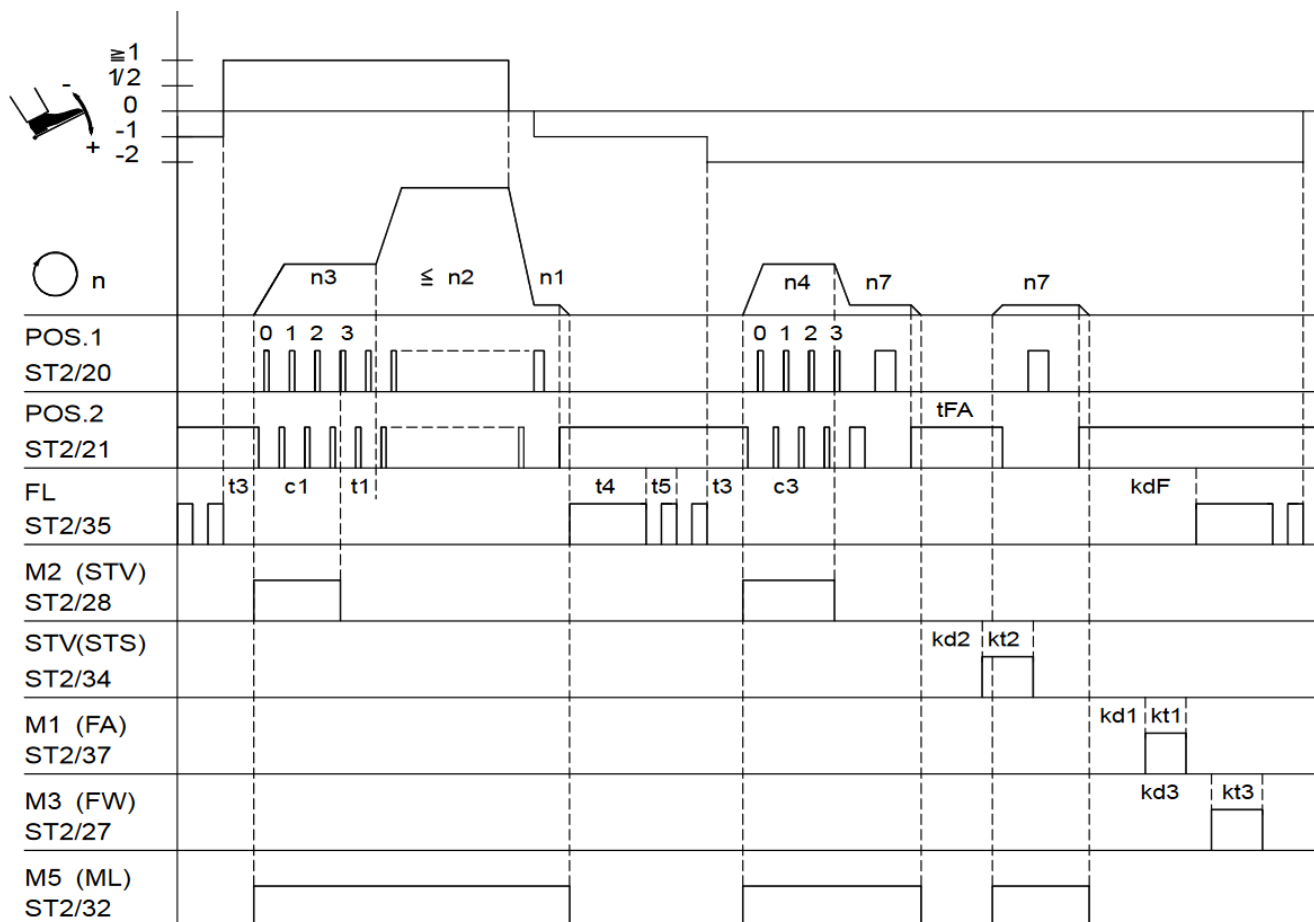 ≧1
1/2
0
-1
-2
-
+
n
n3
≦ n2
n1
n4
n7
n7
POS.1
ST2/20
0 1 2 3
0 1 2 3
POS.2
ST2/21
tFA
FL
ST2/35
t3
c1
t1
t4
t5
t3
c3
kdF
M2 (STV)
ST2/28
STV(STS)
ST2/34
kd2
kt2
M1 (FA)
ST2/37
kd1
kt1
M3 (FW)
ST2/27
kd3
kt3
M5 (ML)
ST2/32